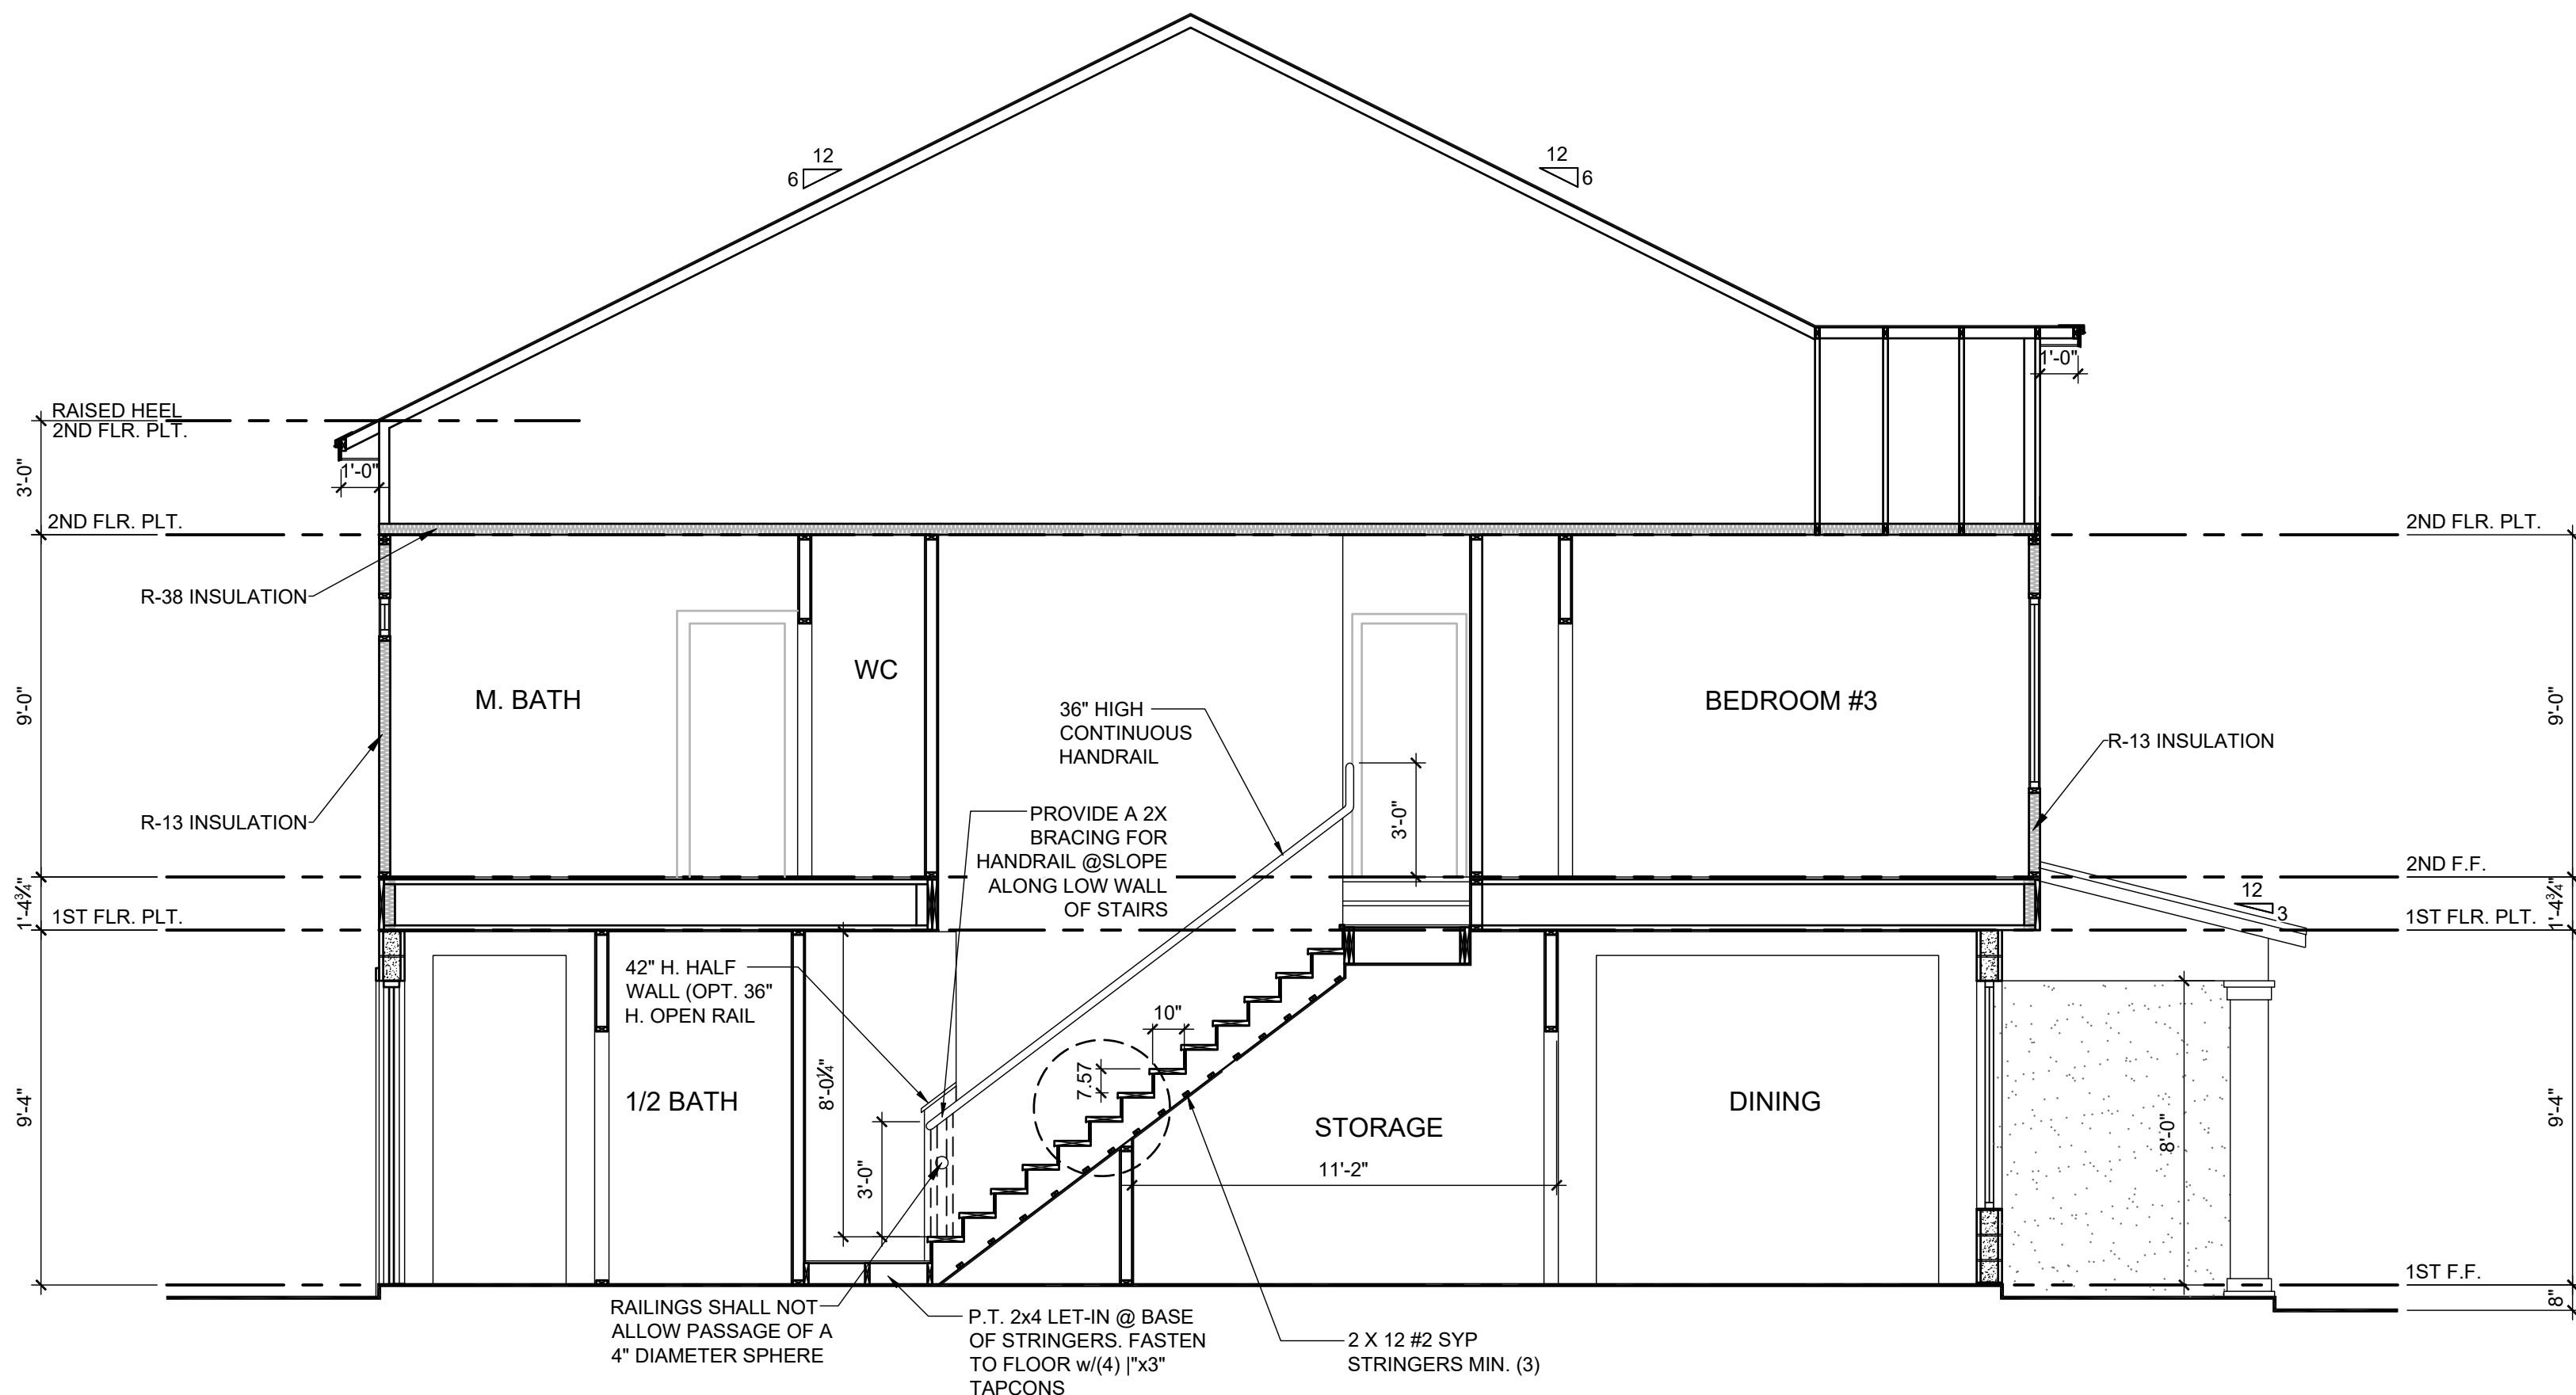 12
6
12
6
1'-0"
RAISED HEEL
2ND FLR. PLT.
3'-0"
1'-0"
2ND FLR. PLT.
2ND FLR. PLT.
R-38 INSULATION
WC
M. BATH
BEDROOM #3
9'-0"
9'-0"
36" HIGH
CONTINUOUS
HANDRAIL
R-13 INSULATION
R-13 INSULATION
PROVIDE A 2X
BRACING FOR
HANDRAIL @SLOPE
ALONG LOW WALL
OF STAIRS
3'-0"
2ND F.F.
12
3
1'-4¾"
1'-4¾"
1ST FLR. PLT.
1ST FLR. PLT.
42" H. HALF
WALL (OPT. 36"
H. OPEN RAIL
10"
7.57
8'-0¼"
1/2 BATH
STORAGE
DINING
9'-4"
9'-4"
8'-0"
3'-0"
11'-2"
1ST F.F.
8"
RAILINGS SHALL NOT
ALLOW PASSAGE OF A
4" DIAMETER SPHERE
P.T. 2x4 LET-IN @ BASE
OF STRINGERS. FASTEN
TO FLOOR w/(4) |"x3"
TAPCONS
2 X 12 #2 SYP
STRINGERS MIN. (3)